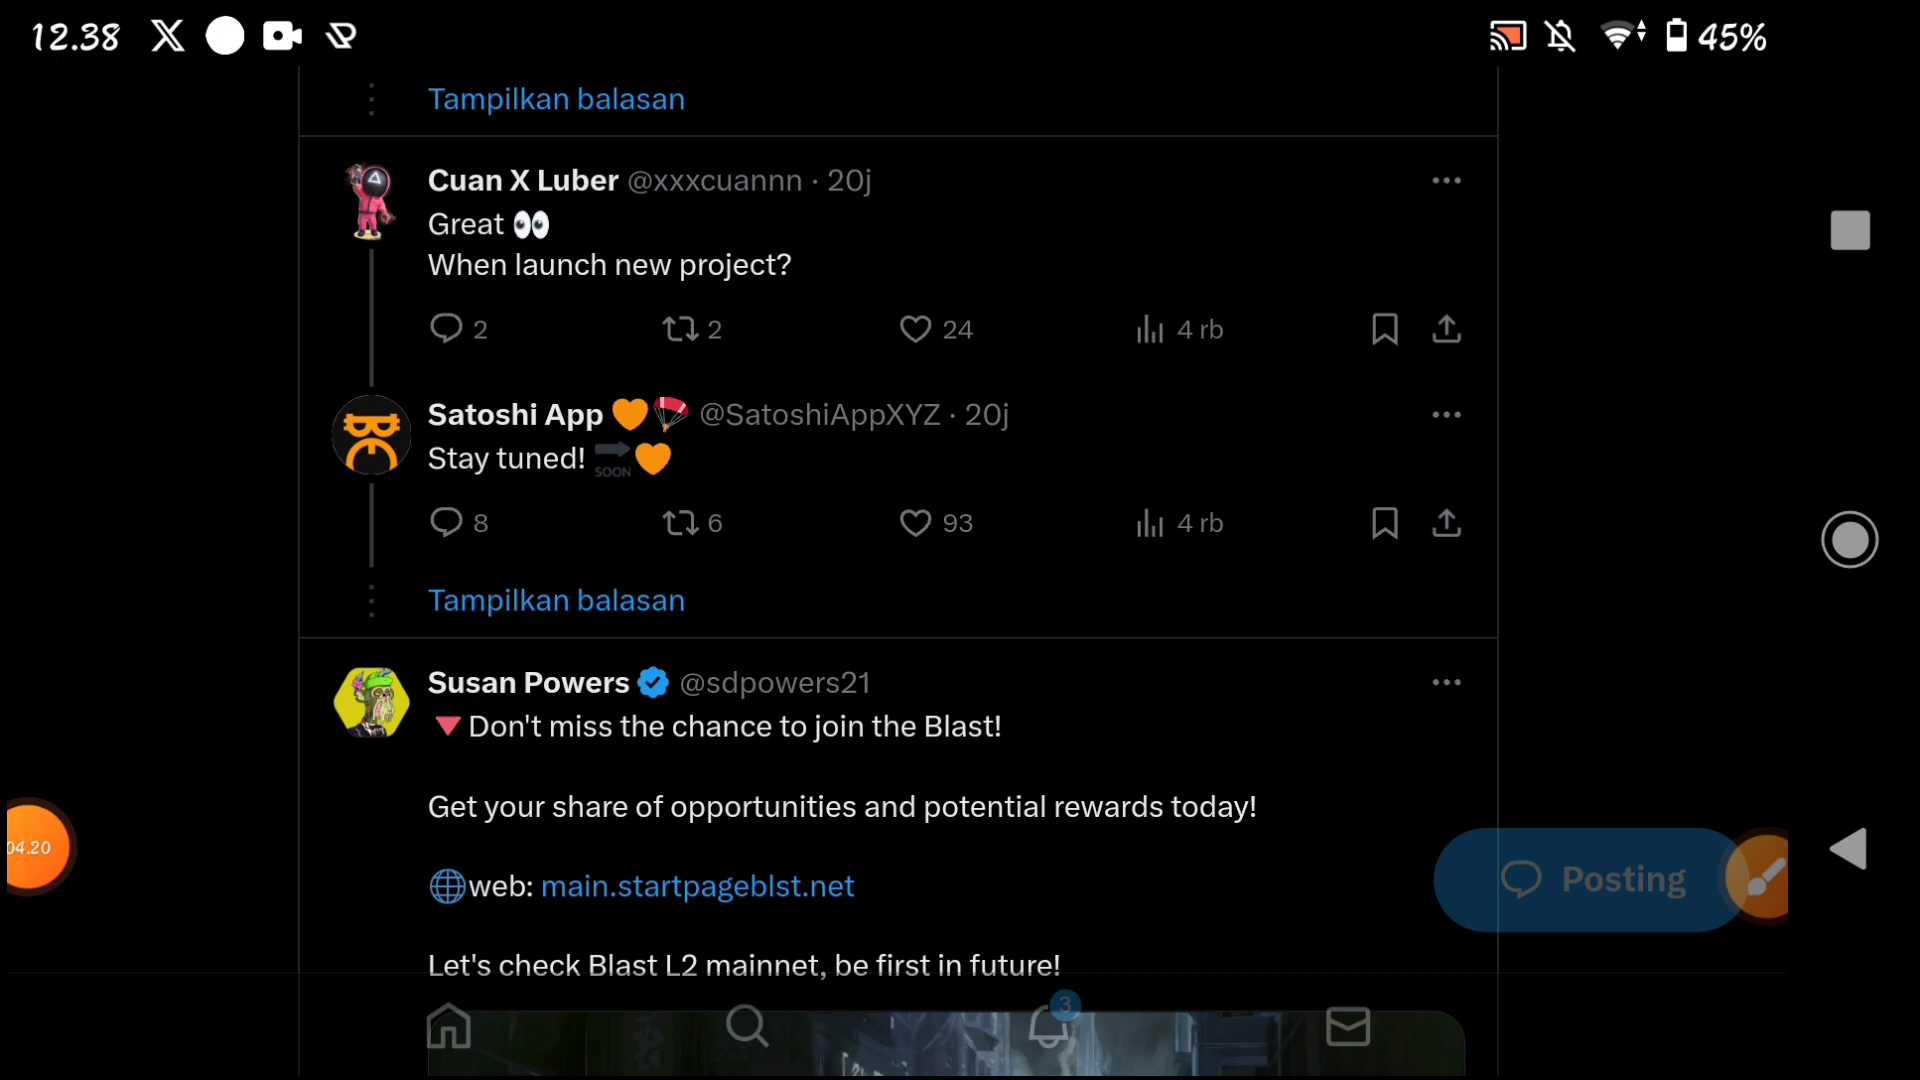 12.38
45%
Tampilkan balasan
Cuan X Luber @xxxcuannn · 20j
Great 👀
When launch new project?
2 2 24 4 rb
Satoshi App 🧡🪂 @SatoshiAppXYZ · 20j
Stay tuned! 🔜🧡
8 6 93 4 rb
Tampilkan balasan
Susan Powers @sdpowers21
🔻Don't miss the chance to join the Blast!
Get your share of opportunities and potential rewards today!
04.20
Posting
🌐web: main.startpageblst.net
Let's check Blast L2 mainnet, be first in future!
3